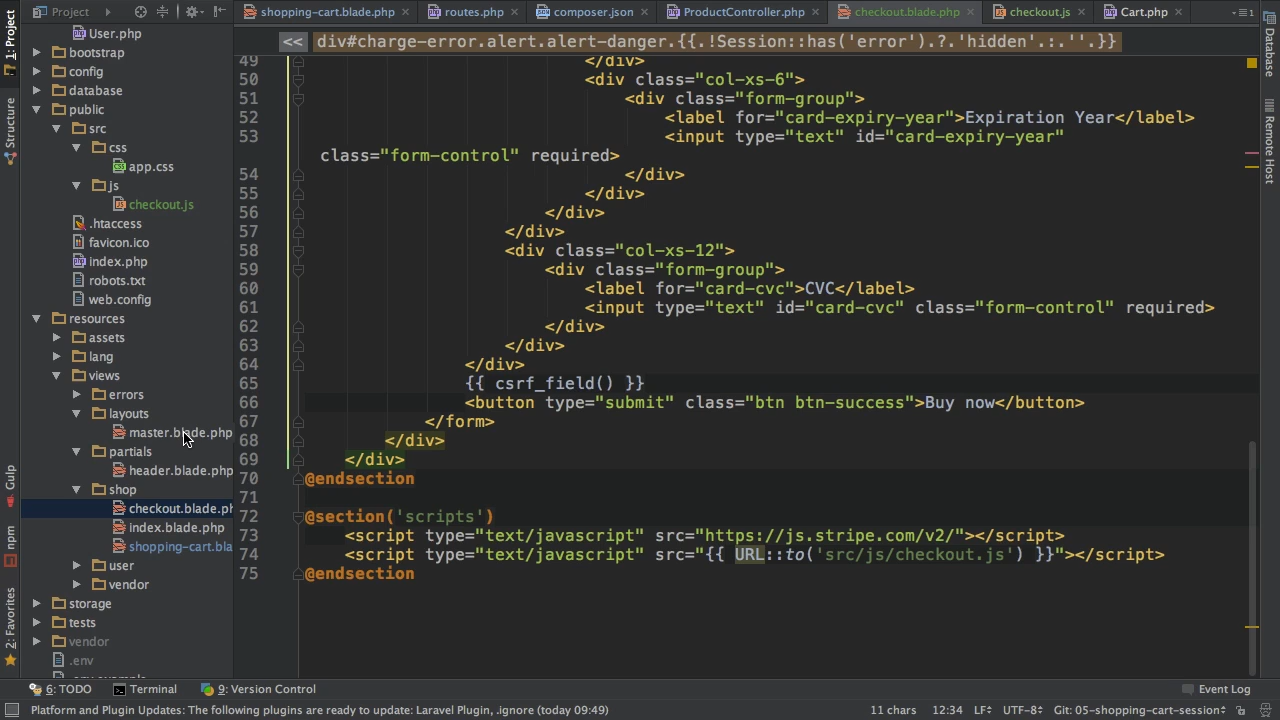 Project
shopping-cart.blade.php
routes.php
composer.json
ProductController.php
checkout.blade.php
checkout.js
Cart.php
<< div#charge-error.alert.alert-danger.{{.!Session::has('error').?.'hidden'.:.''.}}
1: Project
Structure
Gulp
npm
2: Favorites
User.php
bootstrap
config
database
public
src
css
app.css
js
checkout.js
.htaccess
favicon.ico
index.php
robots.txt
web.config
resources
assets
lang
views
errors
layouts
master.blade.php
partials
header.blade.php
shop
checkout.blade.ph
index.blade.php
shopping-cart.bla
user
vendor
storage
tests
vendor
.env
49 </div>
50 <div class="col-xs-6">
51 <div class="form-group">
52 <label for="card-expiry-year">Expiration Year</label>
53 <input type="text" id="card-expiry-year"
class="form-control" required>
54 </div>
55 </div>
56 </div>
57 </div>
58 <div class="col-xs-12">
59 <div class="form-group">
60 <label for="card-cvc">CVC</label>
61 <input type="text" id="card-cvc" class="form-control" required>
62 </div>
63 </div>
64 </div>
65 {{ csrf_field() }}
66 <button type="submit" class="btn btn-success">Buy now</button>
67 </form>
68 </div>
69 </div>
70 @endsection
71
72 @section('scripts')
73 <script type="text/javascript" src="https://js.stripe.com/v2/"></script>
74 <script type="text/javascript" src="{{ URL::to('src/js/checkout.js') }}"></script>
75 @endsection
Database
Remote Host
6: TODO
Terminal
9: Version Control
Event Log
Platform and Plugin Updates: The following plugins are ready to update: Laravel Plugin, .ignore (today 09:49)
11 chars
12:34
LF
UTF-8
Git: 05-shopping-cart-session